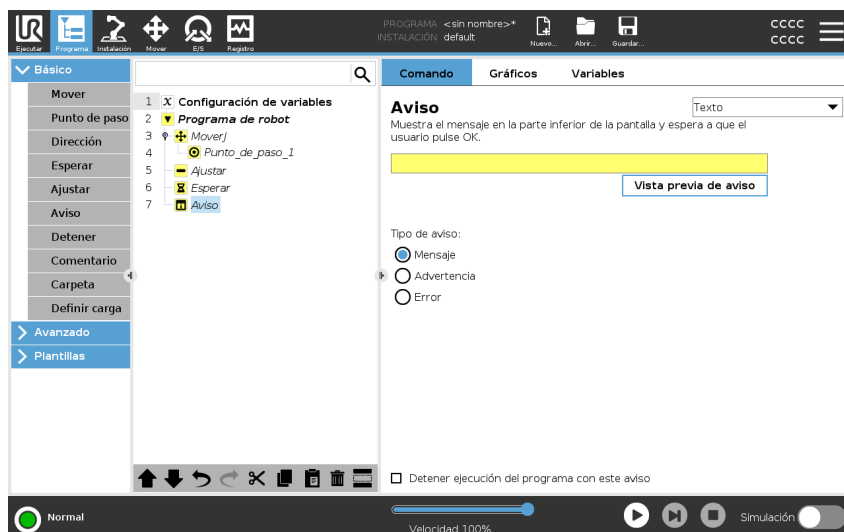 UR
PROGRAMA <sin nombre>*
INSTALACIÓN default
CCCC
CCCC
Ejecutar Programa Instalación Mover E/S Registro Nuevo... Abrir... Guardar...
Básico
Mover
Punto de paso
Dirección
Esperar
Ajustar
Aviso
Detener
Comentario
Carpeta
Definir carga
Avanzado
Plantillas
1 X Configuración de variables
2 Programa de robot
3 MoverJ
4 Punto_de_paso_1
5 Ajustar
6 Esperar
7 Aviso
Comando Gráficos Variables
Aviso Texto
Muestra el mensaje en la parte inferior de la pantalla y espera a que el
usuario pulse OK.
Vista previa de aviso
Tipo de aviso:
Mensaje
Advertencia
Error
Detener ejecución del programa con este aviso
Normal
Velocidad 100%
Simulación